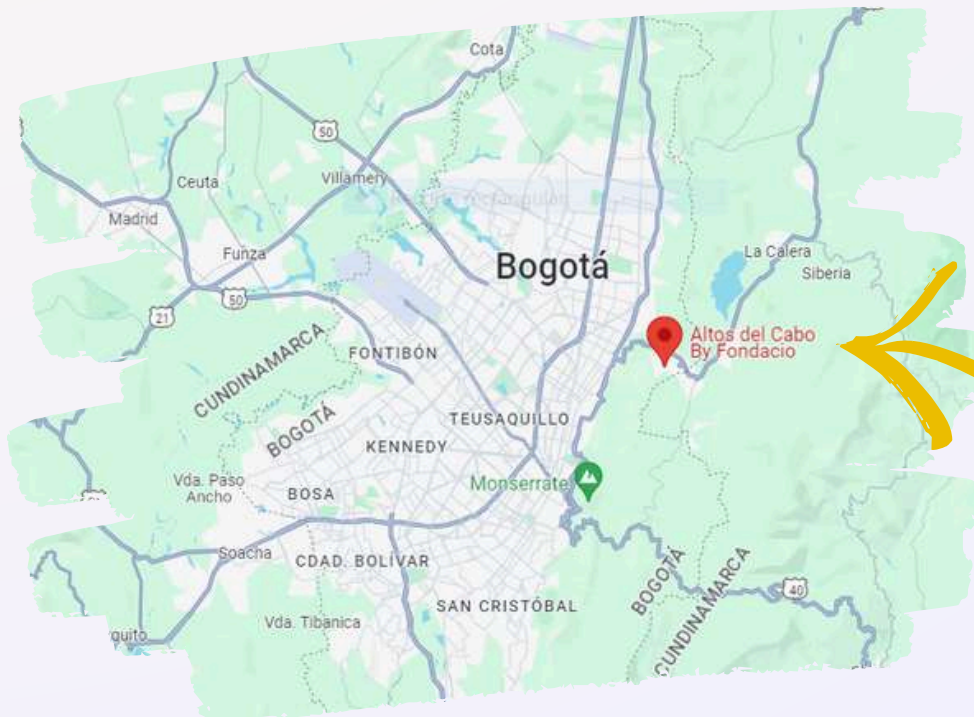 Cota
50
Ceuta
Villamery
Madrid
Funza
Bogotá
La Calera
Siberia
50
21
Altos del Cabo
By Fondacio
FONTIBÓN
CUNDINAMARCA
BOGOTÁ
TEUSAQUILLO
KENNEDY
Monserrate
Vda. Paso
Ancho
BOSA
Soacha
CDAD. BOLÍVAR
BOGOTÁ
CUNDINAMARCA
40
SAN CRISTÓBAL
Vda. Tibanica
quito